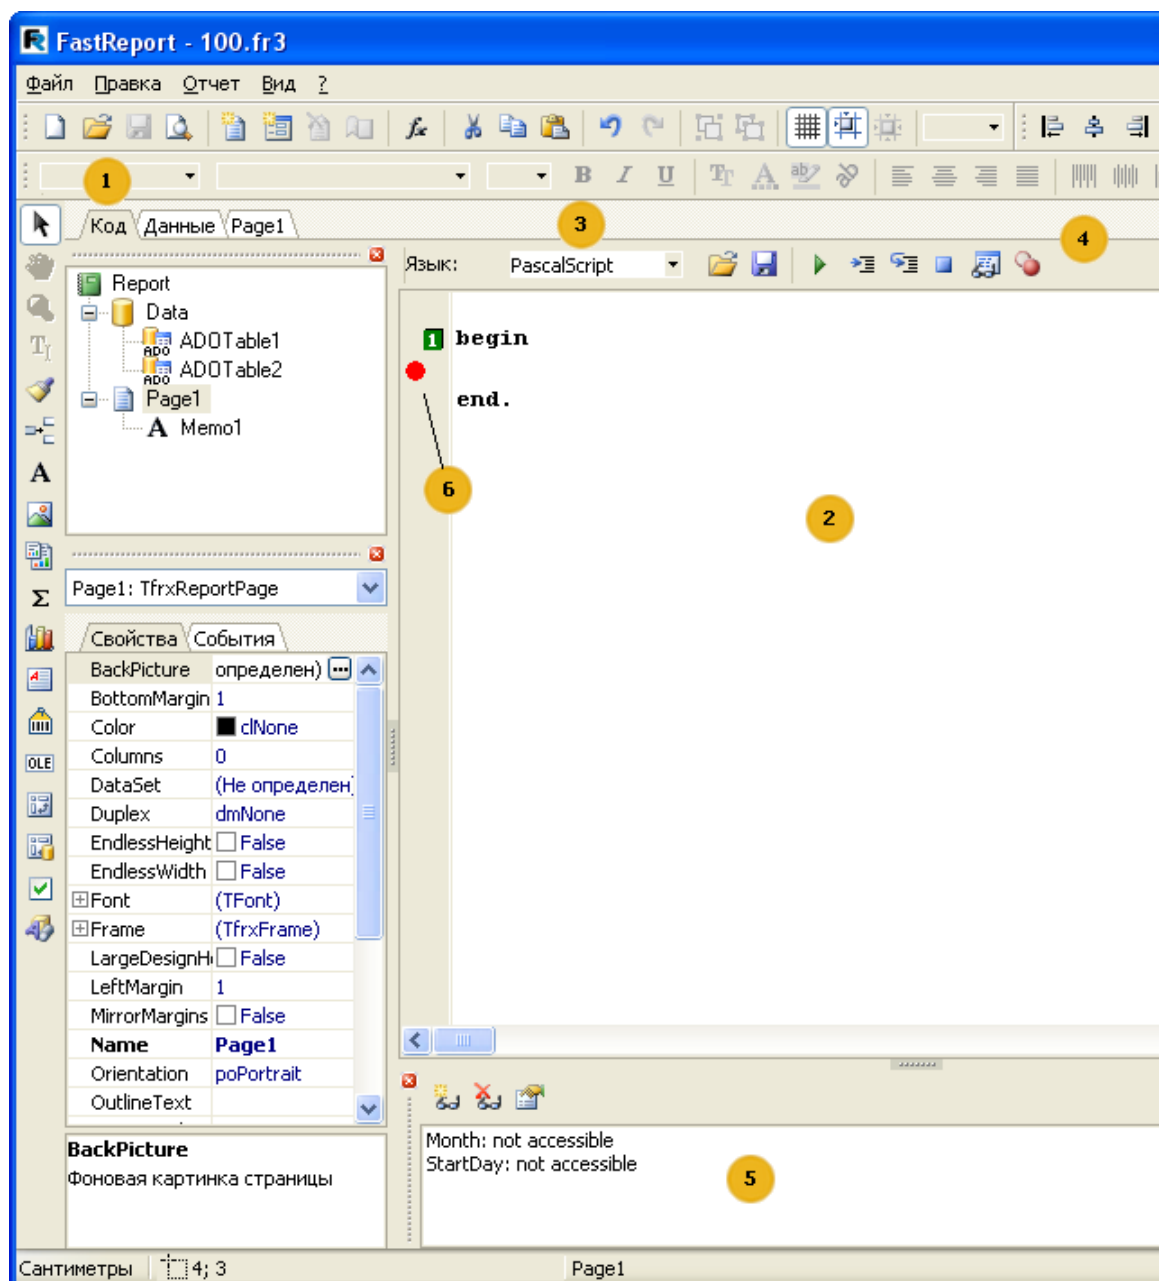 FastReport - 100.fr3
Файл Правка Отчет Вид ?
B I U
1
Код Данные Page1
3
4
Язык: PascalScript
Report
Data
ADOTable1
ADOTable2
Page1
A Memo1
1 begin
end.
6
2
Page1: TfrxReportPage
Свойства События
BackPicture определен)
BottomMargin 1
Color clNone
Columns 0
DataSet (Не определен)
Duplex dmNone
EndlessHeight False
EndlessWidth False
Font (TFont)
Frame (TfrxFrame)
LargeDesignH False
LeftMargin 1
MirrorMargins False
Name Page1
Orientation poPortrait
OutlineText
BackPicture
Фоновая картинка страницы
OLE
Month: not accessible
StartDay: not accessible
5
Сантиметры 4; 3 Page1